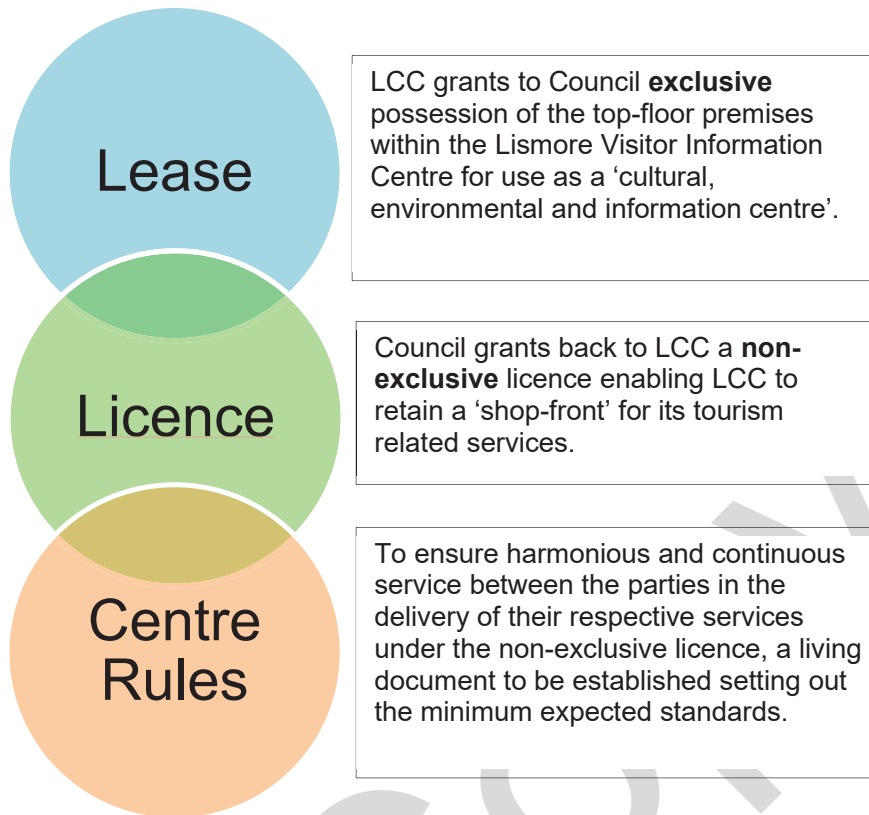 Lease
LCC grants to Council exclusive
possession of the top-floor premises
within the Lismore Visitor Information
Centre for use as a ‘cultural,
environmental and information centre’.
Licence
Council grants back to LCC a non-
exclusive licence enabling LCC to
retain a ‘shop-front’ for its tourism
related services.
Centre
Rules
To ensure harmonious and continuous
service between the parties in the
delivery of their respective services
under the non-exclusive licence, a living
document to be established setting out
the minimum expected standards.